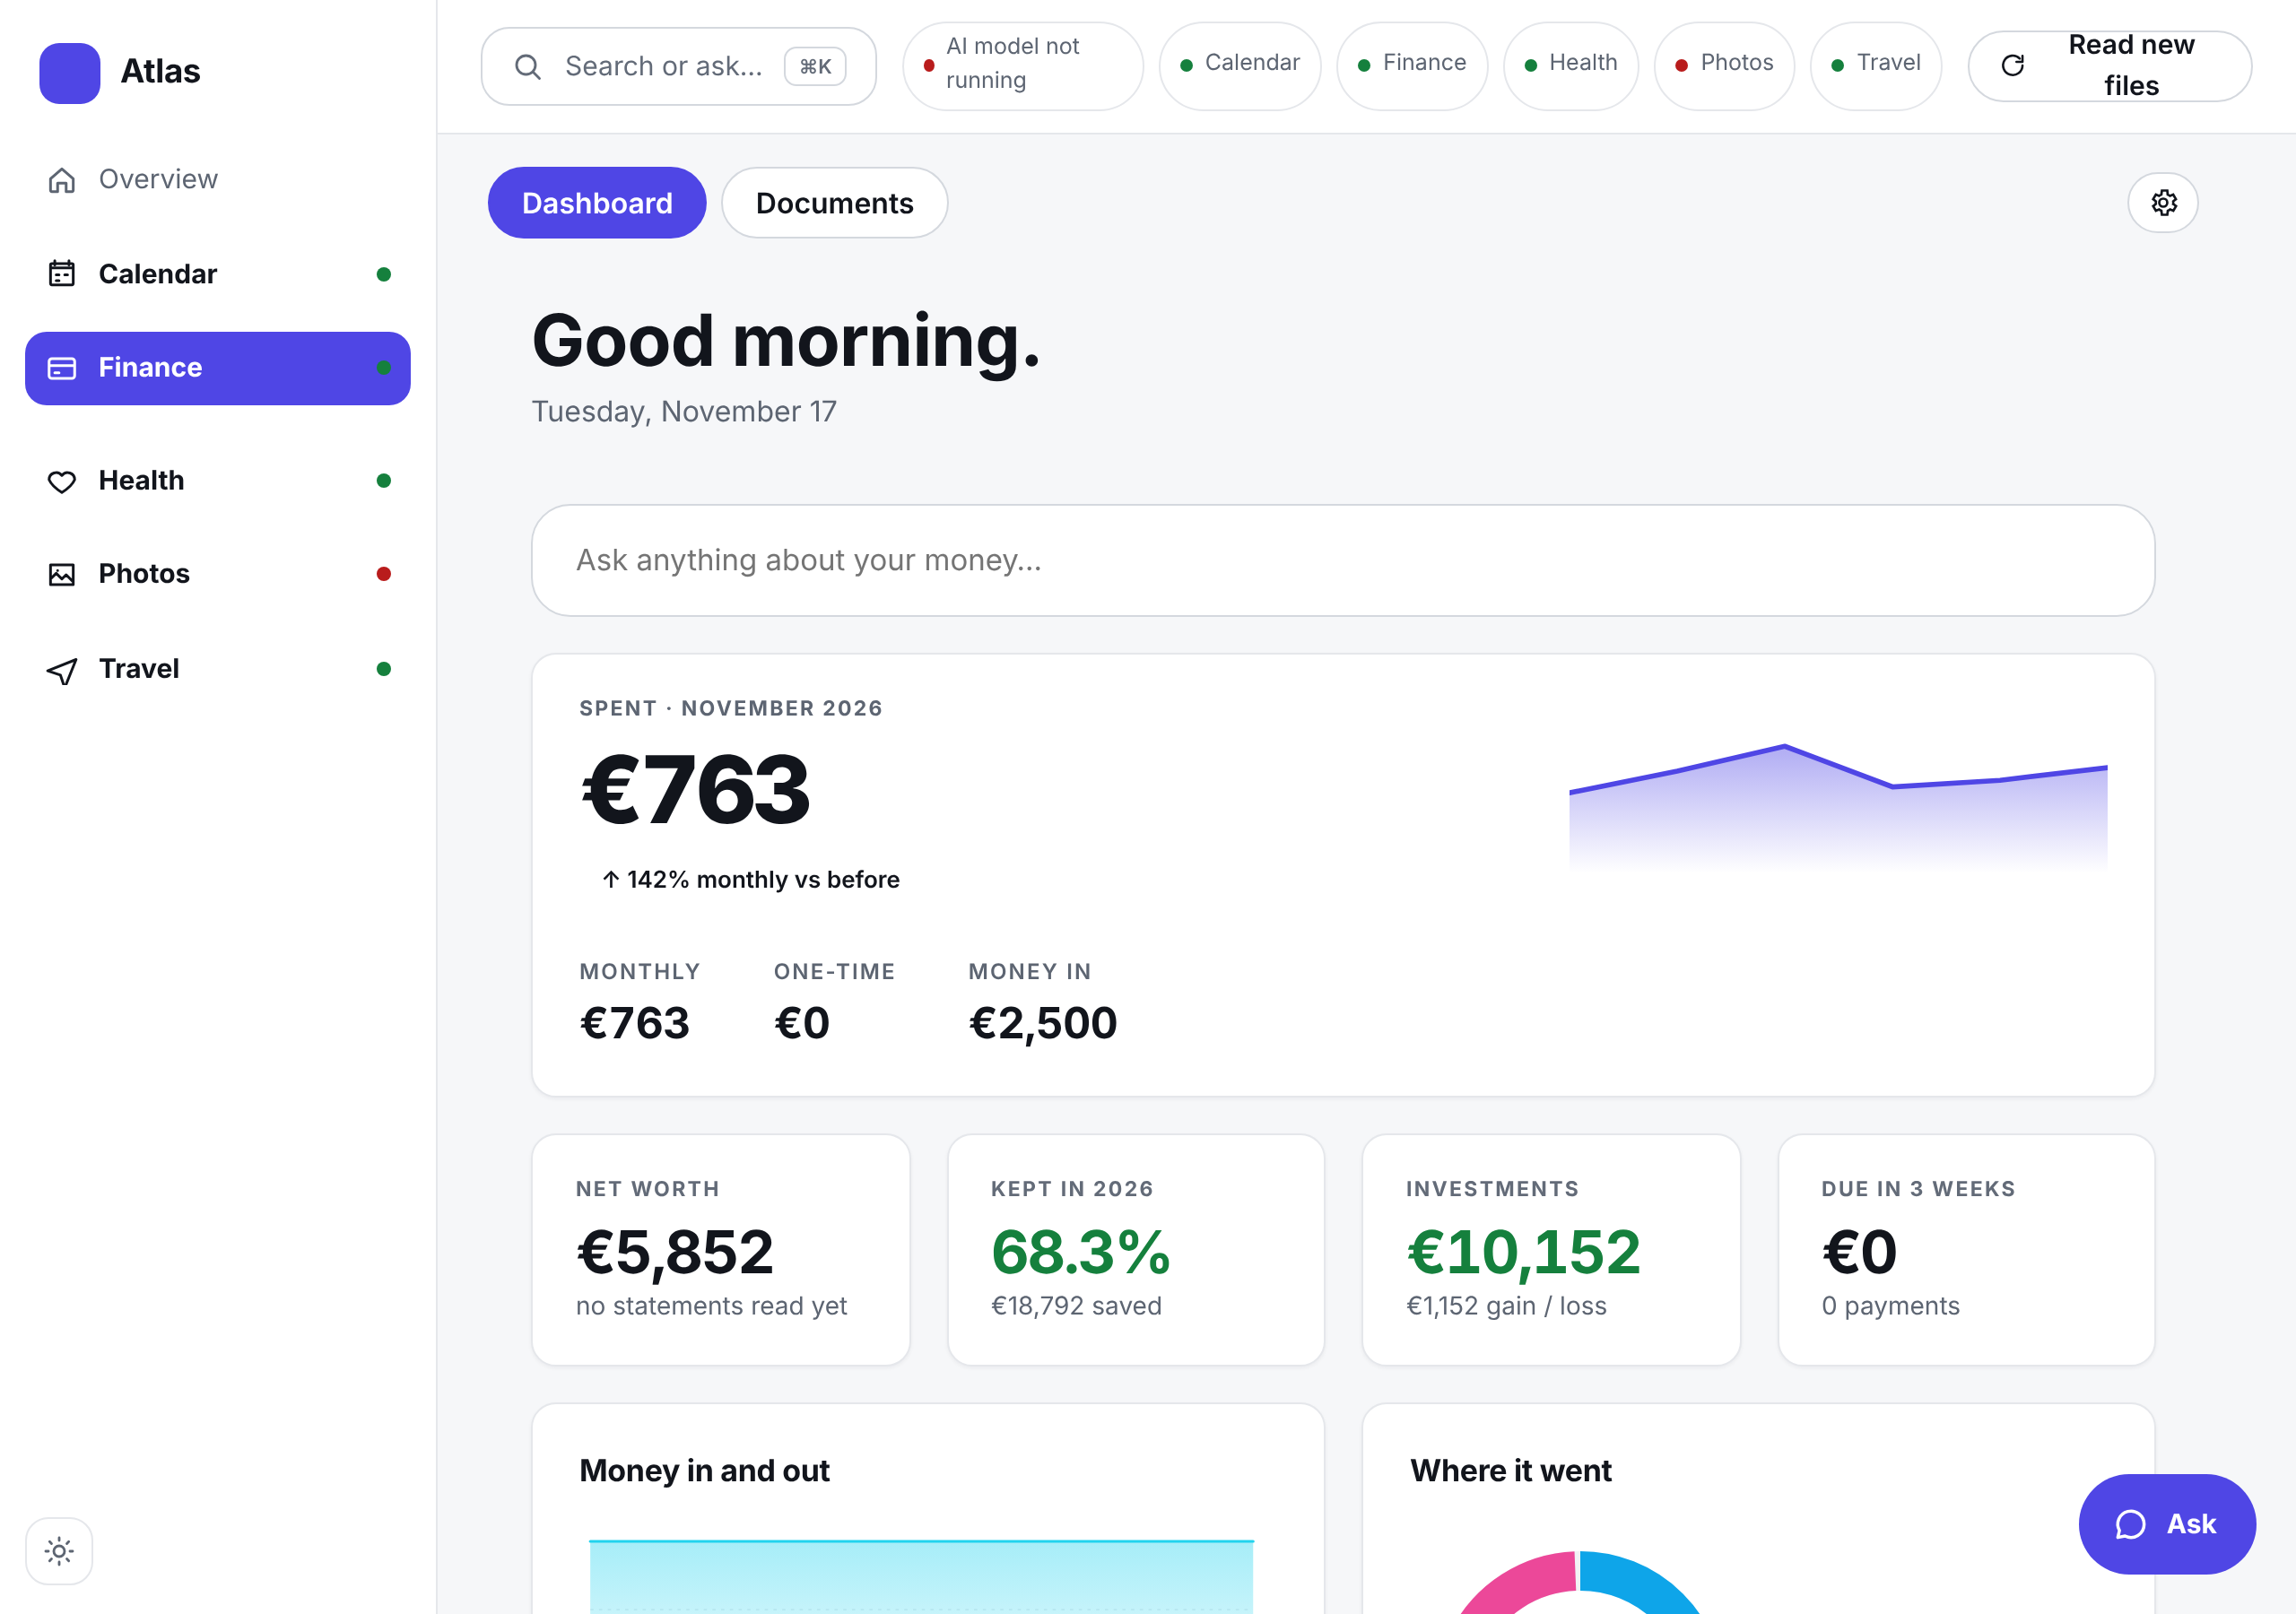 Atlas
Overview
Calendar
Finance
Health
Photos
Travel
Search or ask...
⌘K
AI model not
running
Calendar
Finance
Health
Photos
Travel
Read new
files
Dashboard
Documents
Good morning.
Tuesday, November 17
Ask anything about your money...
SPENT · NOVEMBER 2026
€763
↑ 142% monthly vs before
MONTHLY
€763
ONE-TIME
€0
MONEY IN
€2,500
NET WORTH
€5,852
no statements read yet
KEPT IN 2026
68.3%
€18,792 saved
INVESTMENTS
€10,152
€1,152 gain / loss
DUE IN 3 WEEKS
€0
0 payments
Money in and out
Where it went
Ask